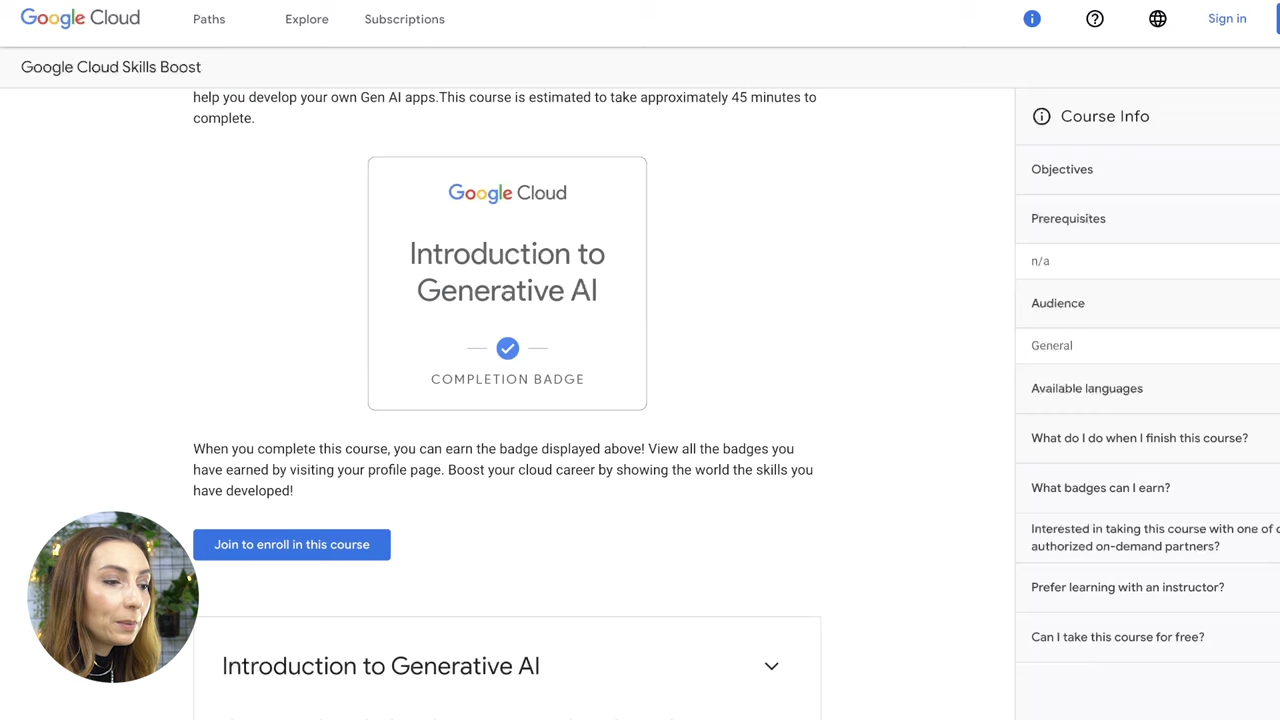 Google Cloud
Paths
Explore
Subscriptions
Sign in
Google Cloud Skills Boost
help you develop your own Gen AI apps.This course is estimated to take approximately 45 minutes to
complete.
Google Cloud
Introduction to
Generative AI
COMPLETION BADGE
When you complete this course, you can earn the badge displayed above! View all the badges you
have earned by visiting your profile page. Boost your cloud career by showing the world the skills you
have developed!
Join to enroll in this course
Introduction to Generative AI
Course Info
Objectives
Prerequisites
n/a
Audience
General
Available languages
What do I do when I finish this course?
What badges can I earn?
Interested in taking this course with one of
authorized on-demand partners?
Prefer learning with an instructor?
Can I take this course for free?